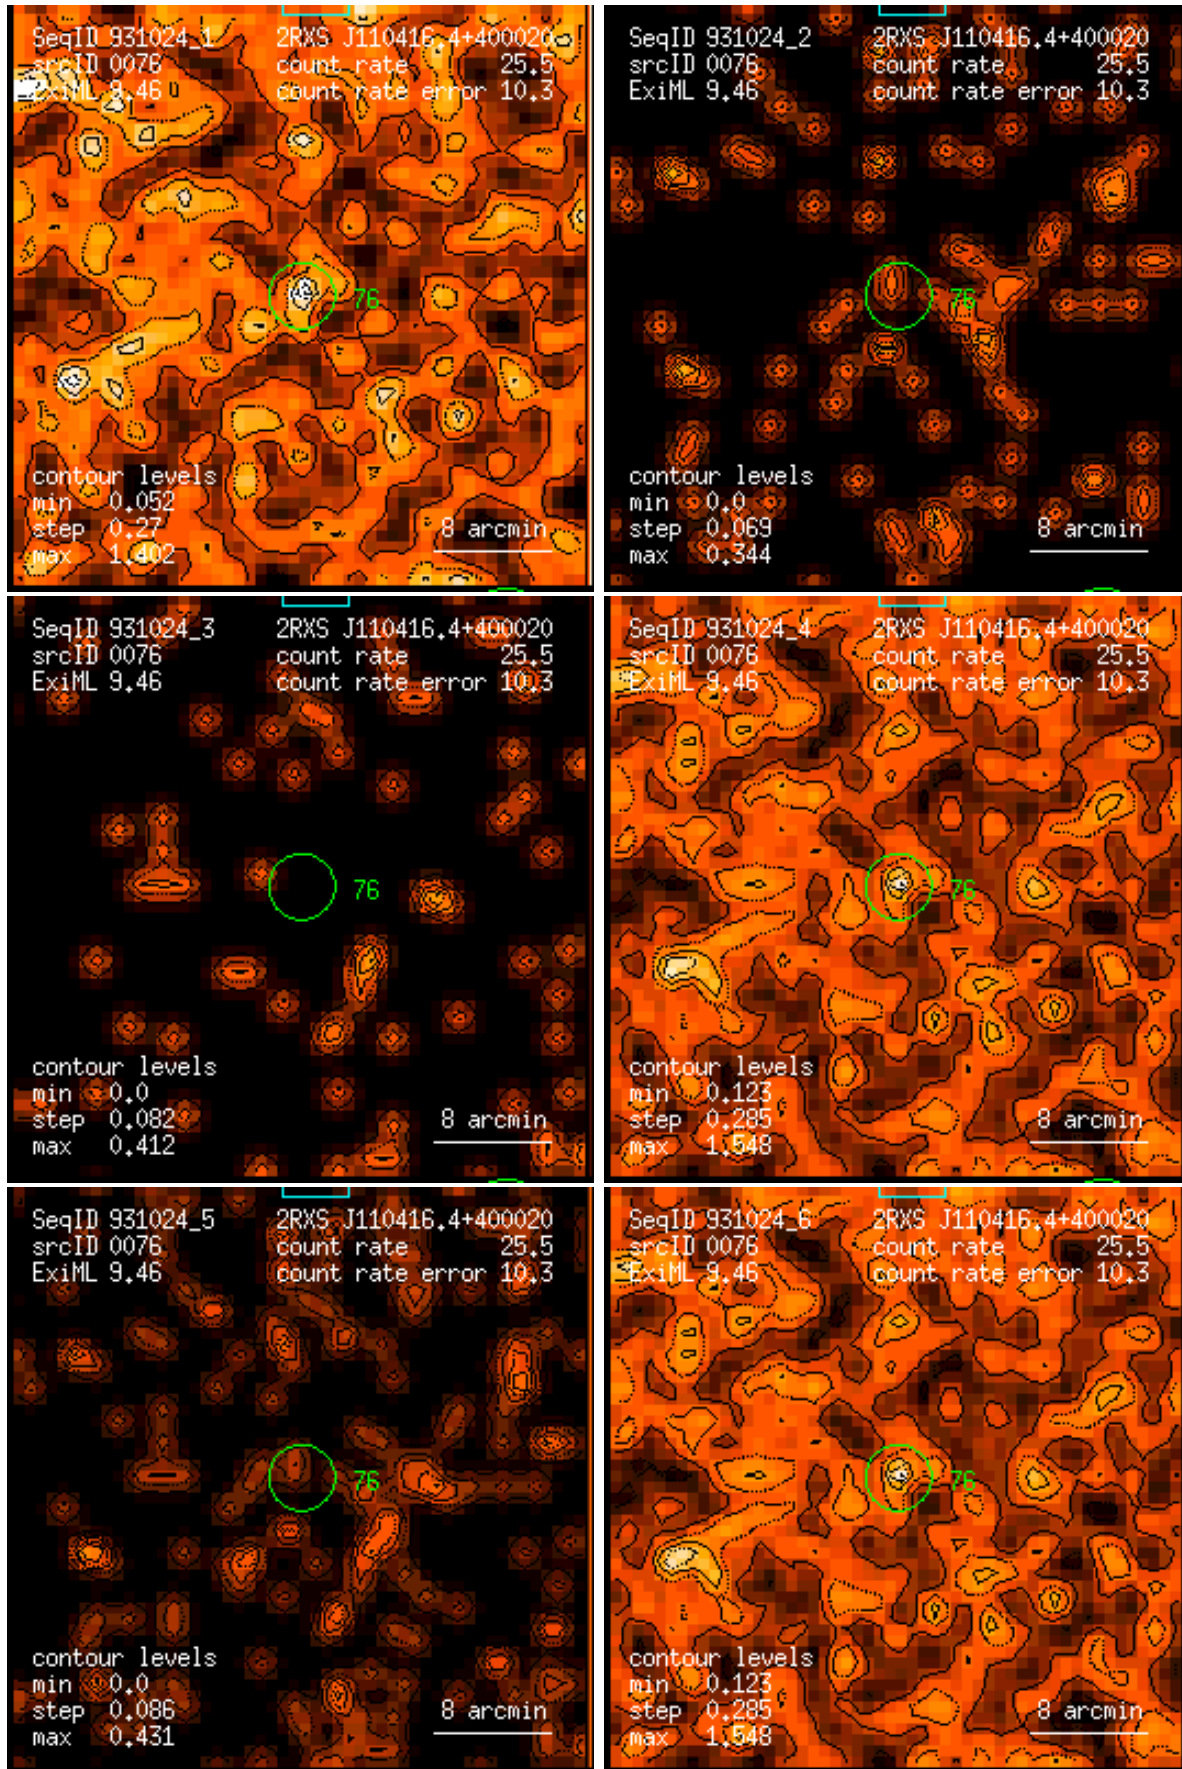 SeqID 931024_1 2RXS J110416.4+400020
srcID 0076 count rate 25.5
ExiML 9.46 count rate error 10.3
76
contour levels
min 0.052
step 0.27 8 arcmin
max 1.402
SeqID 931024_2 2RXS J110416.4+400020
srcID 0076 count rate 25.5
ExiML 9.46 count rate error 10.3
76
contour levels
min 0.0
step 0.069 8 arcmin
max 0.344
SeqID 931024_3 2RXS J110416.4+400020
srcID 0076 count rate 25.5
ExiML 9.46 count rate error 10.3
76
contour levels
min 0.0
step 0.082 8 arcmin
max 0.412
SeqID 931024_4 2RXS J110416.4+400020
srcID 0076 count rate 25.5
ExiML 9.46 count rate error 10.3
76
contour levels
min 0.123
step 0.285 8 arcmin
max 1.548
SeqID 931024_5 2RXS J110416.4+400020
srcID 0076 count rate 25.5
ExiML 9.46 count rate error 10.3
76
contour levels
min 0.0
step 0.086 8 arcmin
max 0.431
SeqID 931024_6 2RXS J110416.4+400020
srcID 0076 count rate 25.5
ExiML 9.46 count rate error 10.3
76
contour levels
min 0.123
step 0.285 8 arcmin
max 1.548